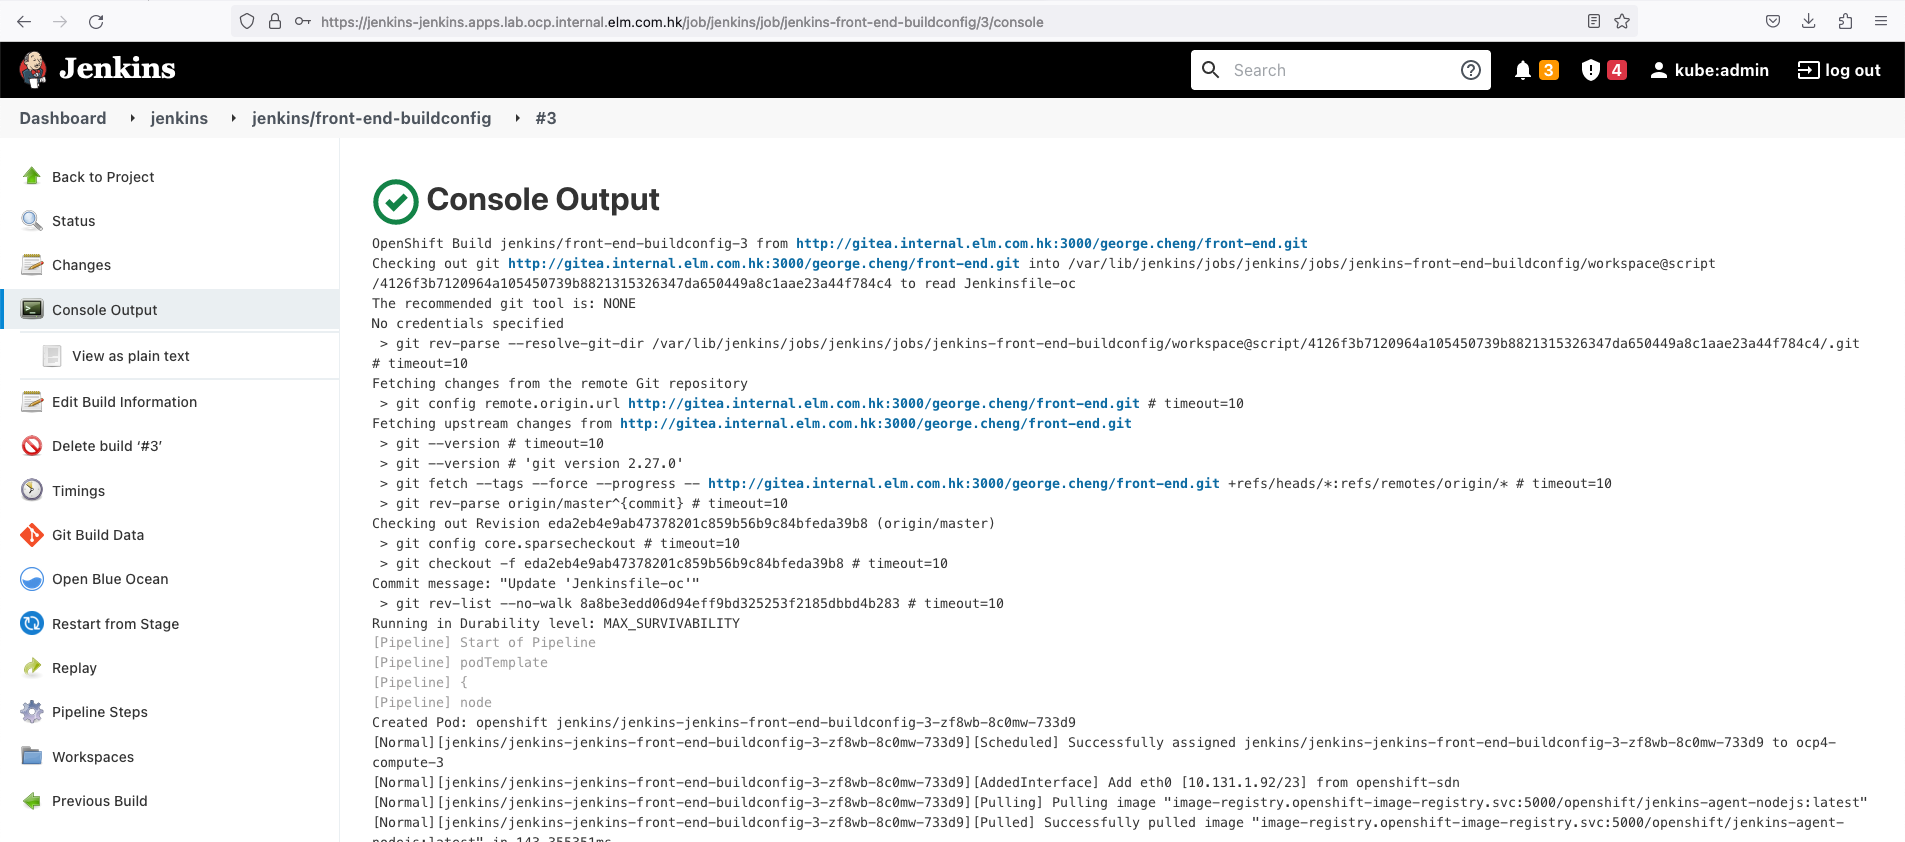 https://jenkins-jenkins.apps.lab.ocp.internal.elm.com.hk/job/jenkins/job/jenkins-front-end-buildconfig/3/console
Jenkins
Search
3
4
kube:admin
log out
Dashboard
jenkins
jenkins/front-end-buildconfig
#3
Back to Project
Status
Changes
Console Output
View as plain text
Edit Build Information
Delete build ‘#3’
Timings
Git Build Data
Open Blue Ocean
Restart from Stage
Replay
Pipeline Steps
Workspaces
Previous Build
Console Output
OpenShift Build jenkins/front-end-buildconfig-3 from http://gitea.internal.elm.com.hk:3000/george.cheng/front-end.git
Checking out git http://gitea.internal.elm.com.hk:3000/george.cheng/front-end.git into /var/lib/jenkins/jobs/jenkins/jobs/jenkins-front-end-buildconfig/workspace@script
/4126f3b7120964a105450739b8821315326347da650449a8c1aae23a44f784c4 to read Jenkinsfile-oc
The recommended git tool is: NONE
No credentials specified
> git rev-parse --resolve-git-dir /var/lib/jenkins/jobs/jenkins/jobs/jenkins-front-end-buildconfig/workspace@script/4126f3b7120964a105450739b8821315326347da650449a8c1aae23a44f784c4/.git
# timeout=10
Fetching changes from the remote Git repository
> git config remote.origin.url http://gitea.internal.elm.com.hk:3000/george.cheng/front-end.git # timeout=10
Fetching upstream changes from http://gitea.internal.elm.com.hk:3000/george.cheng/front-end.git
> git --version # timeout=10
> git --version # 'git version 2.27.0'
> git fetch --tags --force --progress -- http://gitea.internal.elm.com.hk:3000/george.cheng/front-end.git +refs/heads/*:refs/remotes/origin/* # timeout=10
> git rev-parse origin/master^{commit} # timeout=10
Checking out Revision eda2eb4e9ab47378201c859b56b9c84bfeda39b8 (origin/master)
> git config core.sparsecheckout # timeout=10
> git checkout -f eda2eb4e9ab47378201c859b56b9c84bfeda39b8 # timeout=10
Commit message: "Update 'Jenkinsfile-oc'"
> git rev-list --no-walk 8a8be3edd06d94eff9bd325253f2185dbbd4b283 # timeout=10
Running in Durability level: MAX_SURVIVABILITY
[Pipeline] Start of Pipeline
[Pipeline] podTemplate
[Pipeline] {
[Pipeline] node
Created Pod: openshift jenkins/jenkins-jenkins-front-end-buildconfig-3-zf8wb-8c0mw-733d9
[Normal][jenkins/jenkins-jenkins-front-end-buildconfig-3-zf8wb-8c0mw-733d9][Scheduled] Successfully assigned jenkins/jenkins-jenkins-front-end-buildconfig-3-zf8wb-8c0mw-733d9 to ocp4-
compute-3
[Normal][jenkins/jenkins-jenkins-front-end-buildconfig-3-zf8wb-8c0mw-733d9][AddedInterface] Add eth0 [10.131.1.92/23] from openshift-sdn
[Normal][jenkins/jenkins-jenkins-front-end-buildconfig-3-zf8wb-8c0mw-733d9][Pulling] Pulling image "image-registry.openshift-image-registry.svc:5000/openshift/jenkins-agent-nodejs:latest"
[Normal][jenkins/jenkins-jenkins-front-end-buildconfig-3-zf8wb-8c0mw-733d9][Pulled] Successfully pulled image "image-registry.openshift-image-registry.svc:5000/openshift/jenkins-agent-
nodejs:latest" in 143.355351ms